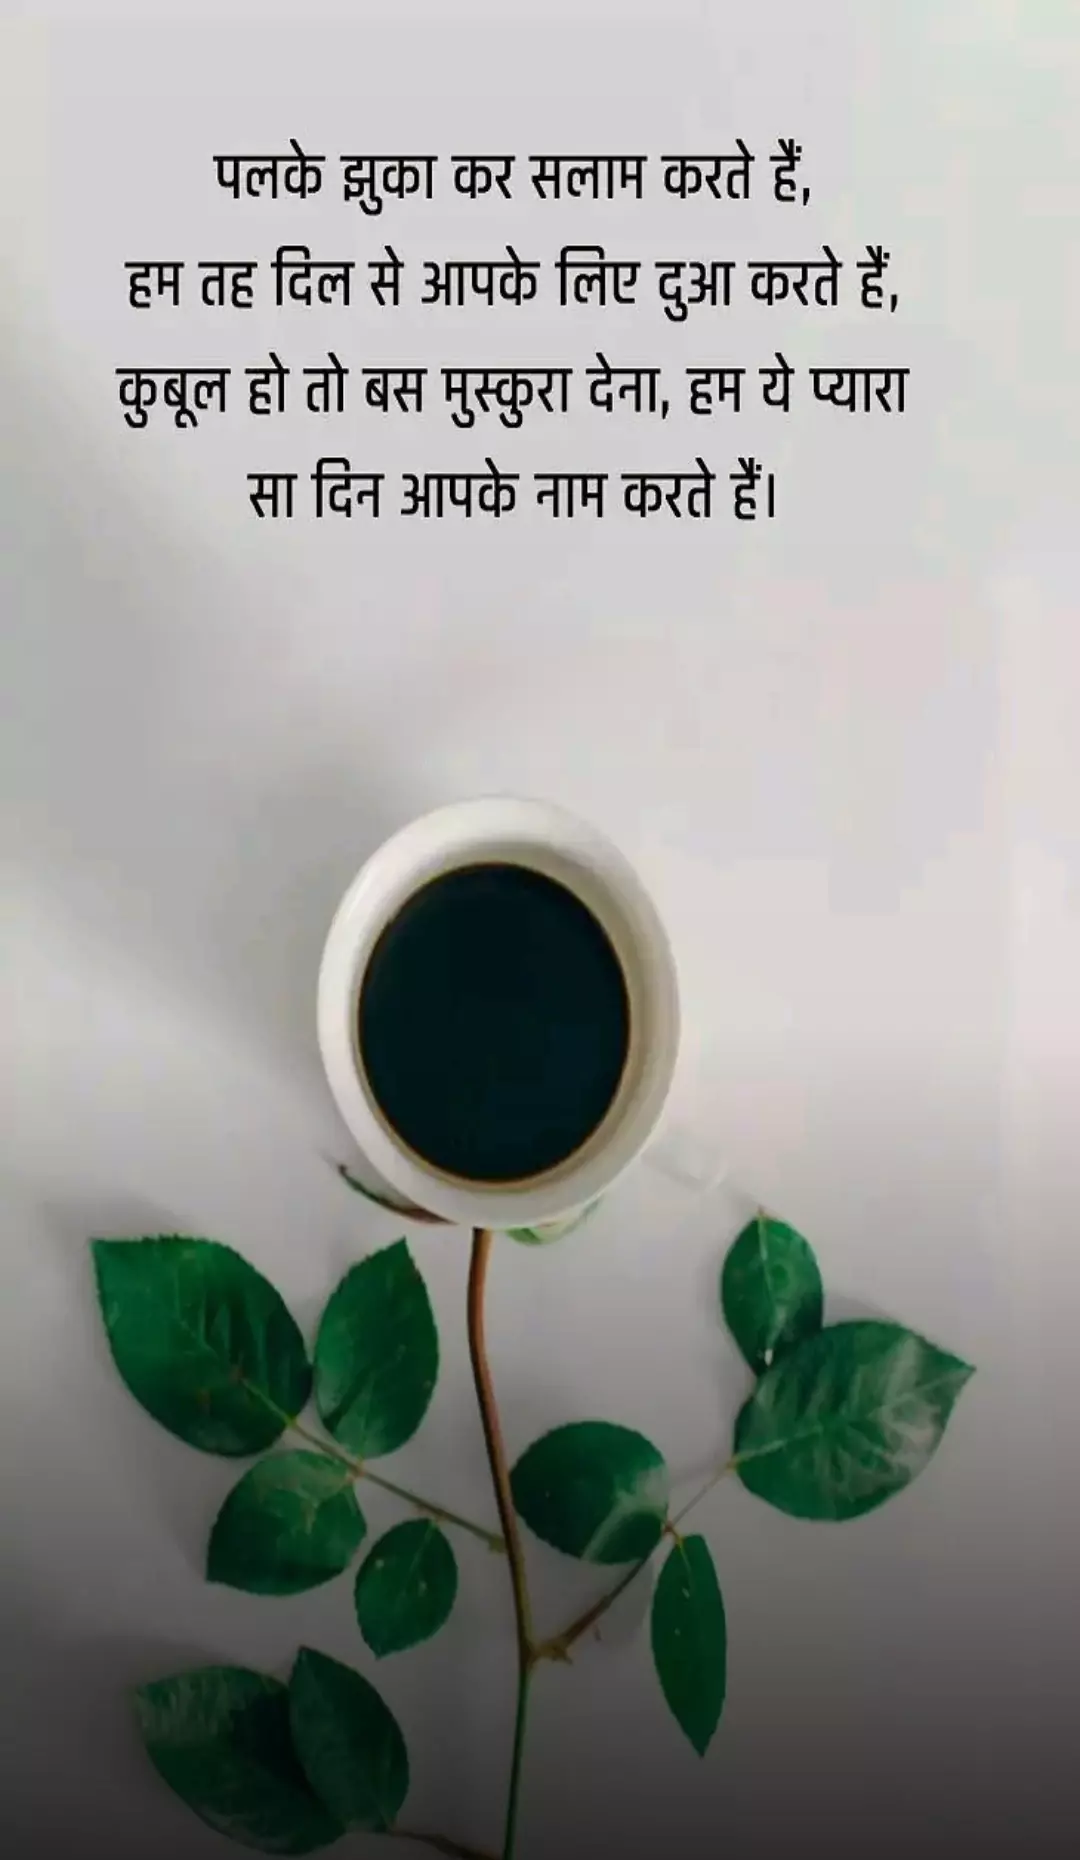 पलके झुका कर सलाम करते हैं,
हम तह दिल से आपके लिए दुआ करते हैं,
कुबूल हो तो बस मुस्कुरा देना, हम ये प्यारा
सा दिन आपके नाम करते हैं।